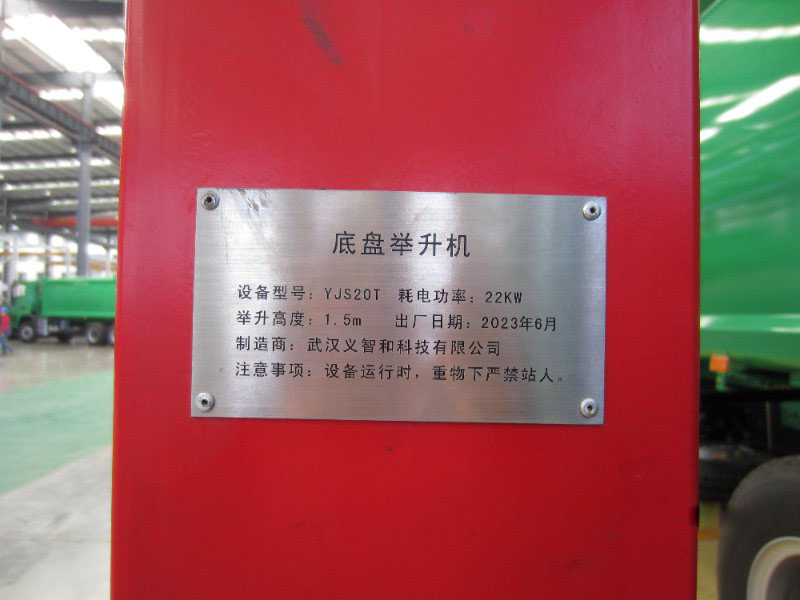 底盘举升机
设备型号：YJS20T 耗电功率：22KW
举升高度：1.5m 出厂日期：2023年6月
制造商：武汉义智和科技有限公司
注意事项：设备运行时，重物下严禁站人。